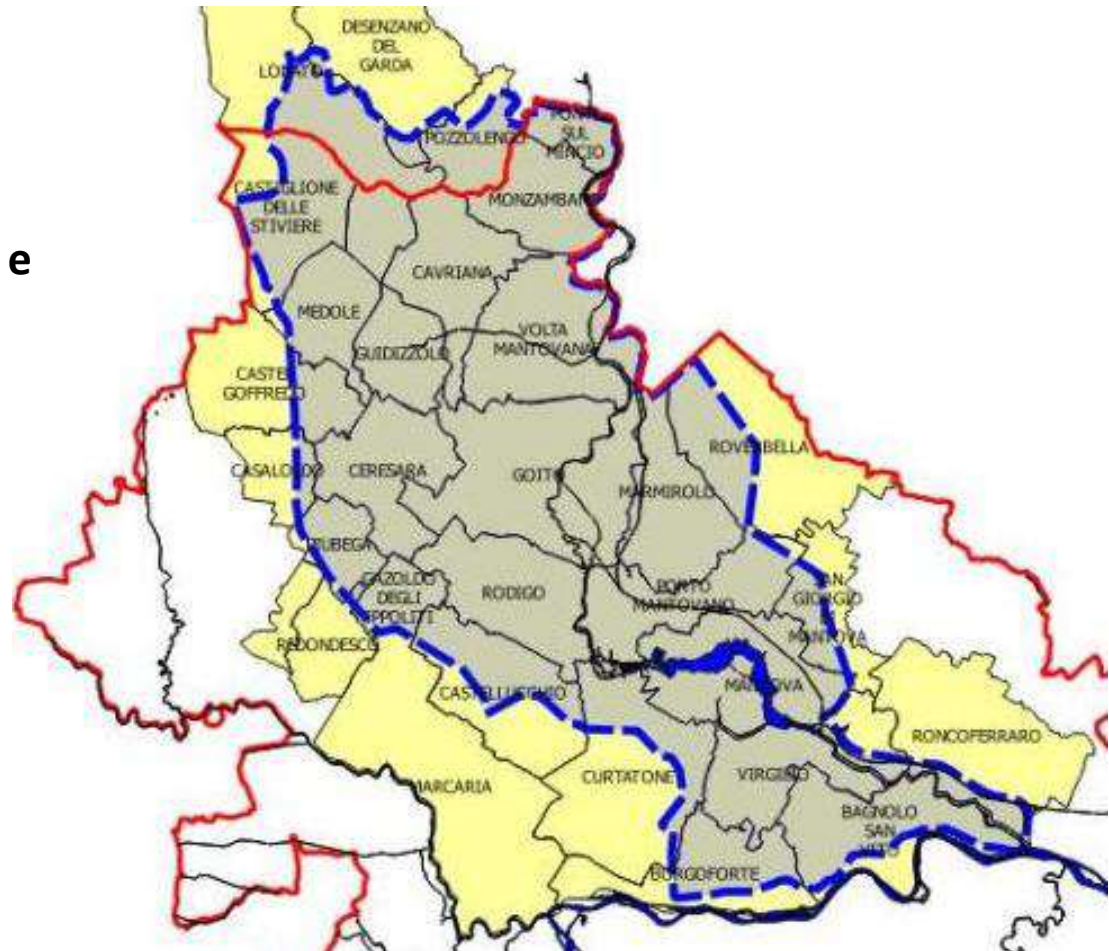 DESENZANO
DEL
GARDA
LONATO
POZZOLENGO
PONTI
SUL
MINCIO
CASTIGLIONE
DELLE
STIVIERE
MONZAMBANO
e
CAVRIANA
MEDOLE
VOLTA
MANTOVANA
GUIDIZZOLO
CASTEL
GOFFREDO
ROVERBELLA
CASALOLDO
CERESARA
GOITO
MARMIROLO
PIUBEGA
GAZOLDO
DEGLI
IPPOLITI
RODIGO
PORTO
MANTOVANO
SAN
GIORGIO
MANTOVA
REDONDESCO
CASTELLUCCHIO
MANTOVA
RONCOFERRARO
MARCARIA
CURTATONE
VIRGILIO
BAGNOLO
SAN
VITO
BORGOFORTE